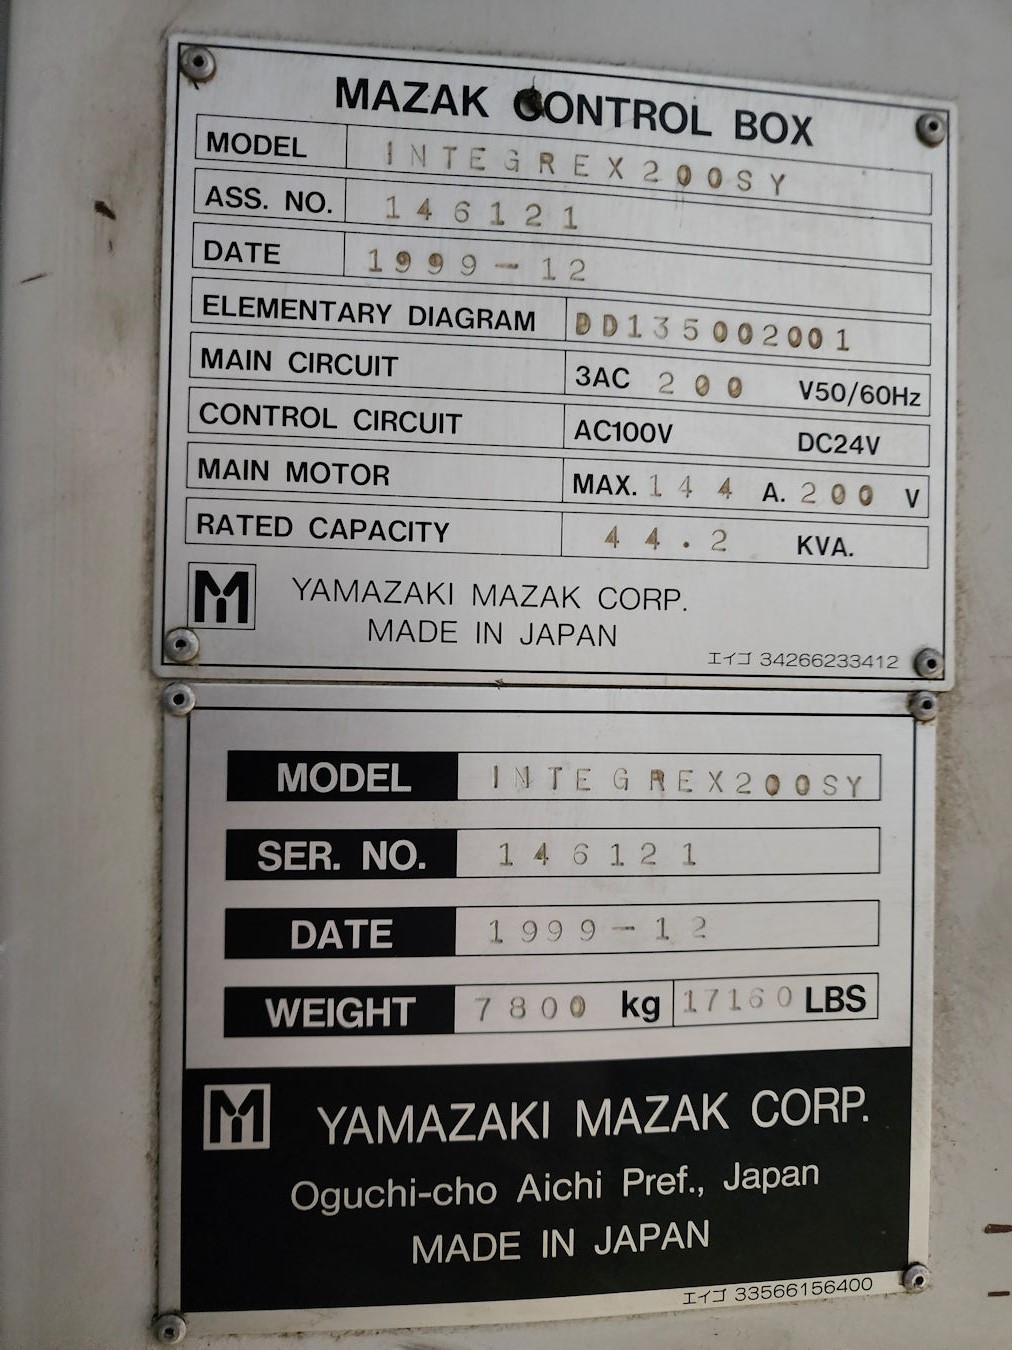 MAZAK CONTROL BOX
MODEL INTEGREX200SY
ASS. NO. 146121
DATE 1999-12
ELEMENTARY DIAGRAM DD135002001
MAIN CIRCUIT 3AC 200 V50/60Hz
CONTROL CIRCUIT AC100V DC24V
MAIN MOTOR MAX. 144 A. 200 V
RATED CAPACITY 44.2 KVA.
YAMAZAKI MAZAK CORP.
MADE IN JAPAN
エイゴ 34266233412
MODEL INTEGREX200SY
SER. NO. 146121
DATE 1999-12
WEIGHT 7800 kg 17160 LBS
YAMAZAKI MAZAK CORP.
Oguchi-cho Aichi Pref., Japan
MADE IN JAPAN
エイゴ 33566156400